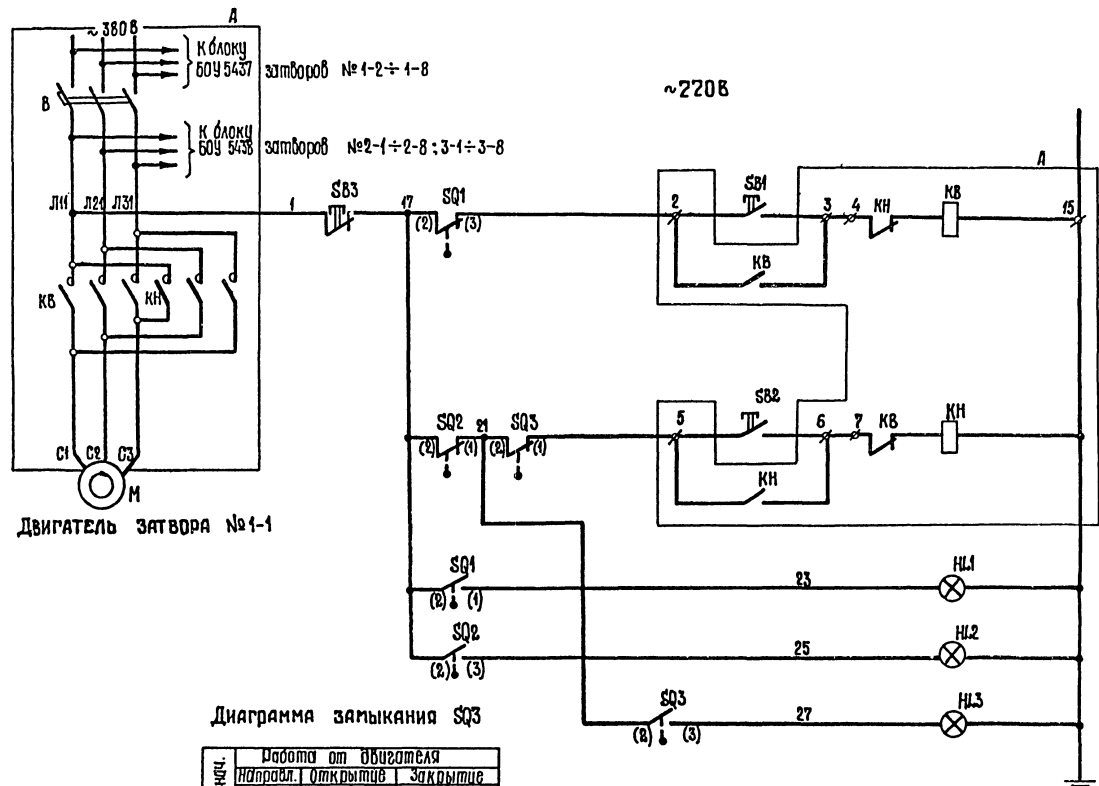 А
~380В
К блоку
БОУ 5437 затворов №1-2÷1-8
В
~220В
К блоку
БОУ 5438 затворов №2-1÷2-8; 3-1÷3-8
А
Л11 Л21 Л31
1
SB3
17
SQ1
(2) (3)
2
SB1
3
4
КН
КВ
15
КВ
КВ
КН
SQ2
(2) (1)
21
SQ3
(2) (1)
5
SB2
6
7
КВ
КН
КН
С1 С2 С3
М
Двигатель затвора №1-1
SQ1
(2) (1)
23
HL1
SQ2
(2) (3)
25
HL2
SQ3
(2) (3)
27
HL3
Диаграмма замыкания SQ3
Работа от двигателя
Направл. Открытие Закрытие